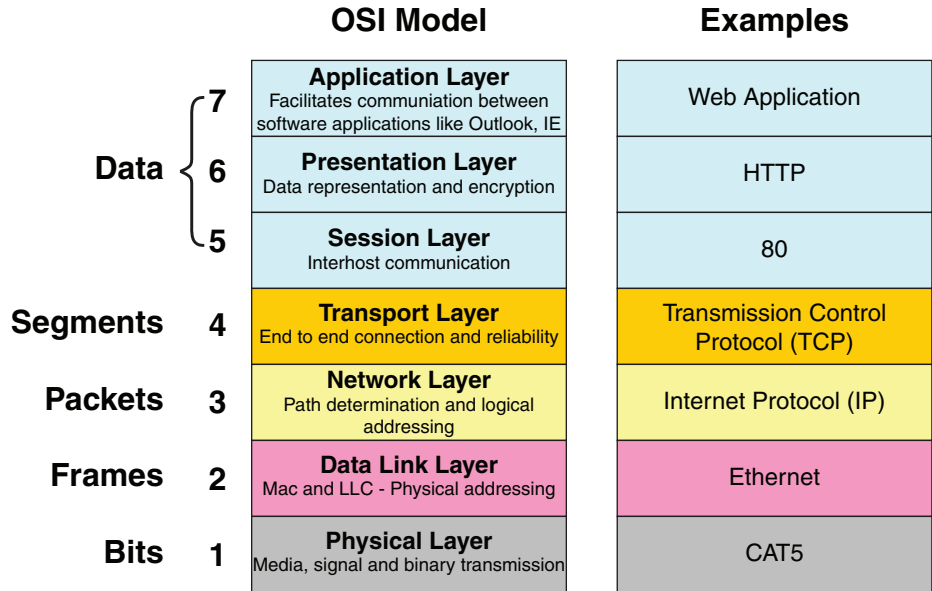 OSI Model
Examples
Data
7
Application Layer
Facilitates communiation between
software applications like Outlook, IE
Web Application
6
Presentation Layer
Data representation and encryption
HTTP
5
Session Layer
Interhost communication
80
Segments
4
Transport Layer
End to end connection and reliability
Transmission Control
Protocol (TCP)
Packets
3
Network Layer
Path determination and logical
addressing
Internet Protocol (IP)
Frames
2
Data Link Layer
Mac and LLC - Physical addressing
Ethernet
Bits
1
Physical Layer
Media, signal and binary transmission
CAT5